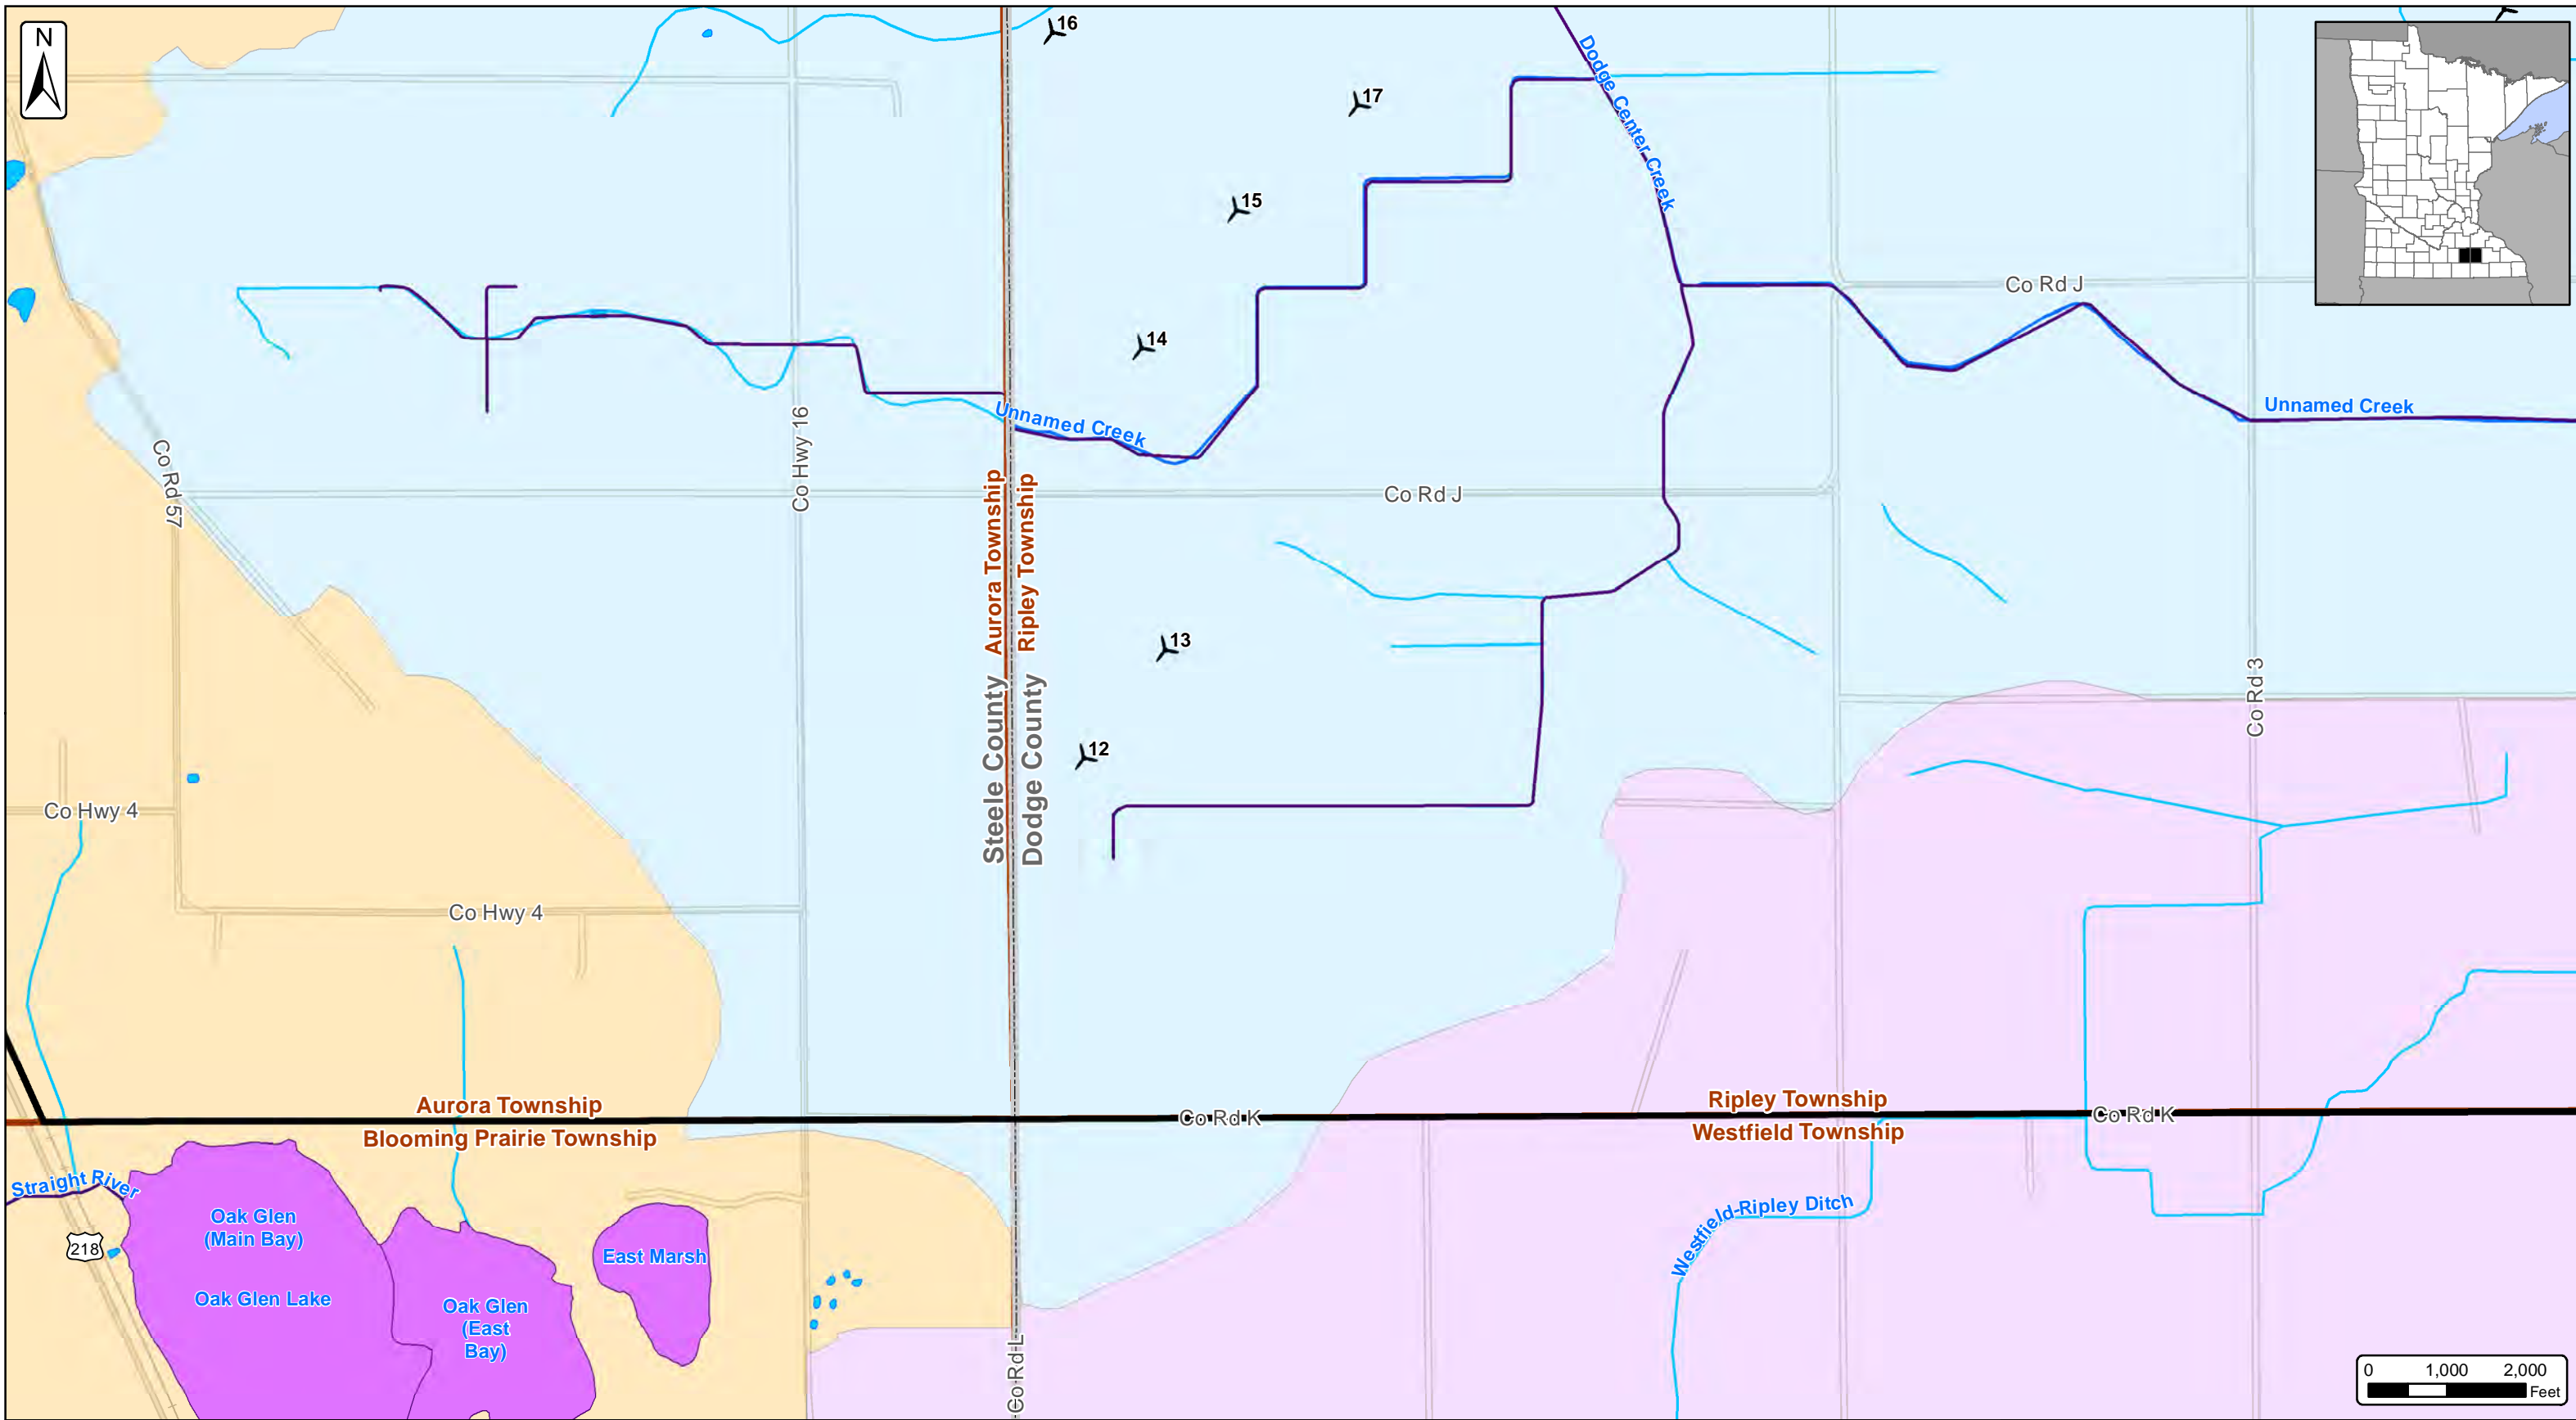 N
16
17
15
14
13
12
Dodge Center Creek
Co Rd J
Unnamed Creek
Unnamed Creek
Co Rd 57
Co Hwy 16
Co Rd J
Aurora Township
Ripley Township
Steele County
Dodge County
Co Rd 3
Co Hwy 4
Co Hwy 4
Aurora Township
Blooming Prairie Township
Co Rd K
Ripley Township
Westfield Township
Co Rd K
Straight River
218
Oak Glen
(Main Bay)
Oak Glen Lake
Oak Glen
(East
Bay)
East Marsh
Westfield-Ripley Ditch
Co Rd L
0 1,000 2,000
Feet